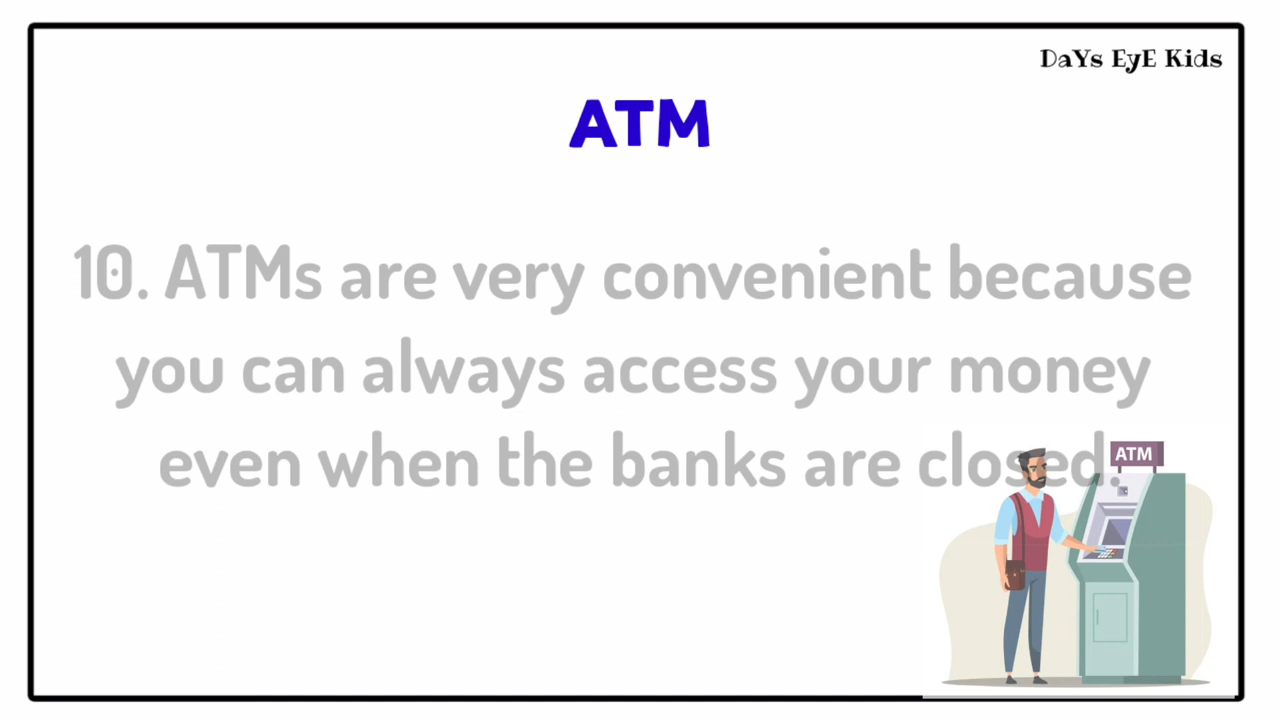 DaYs EyE Kids
ATM
10. ATMs are very convenient because
you can always access your money
even when the banks are closed.
ATM